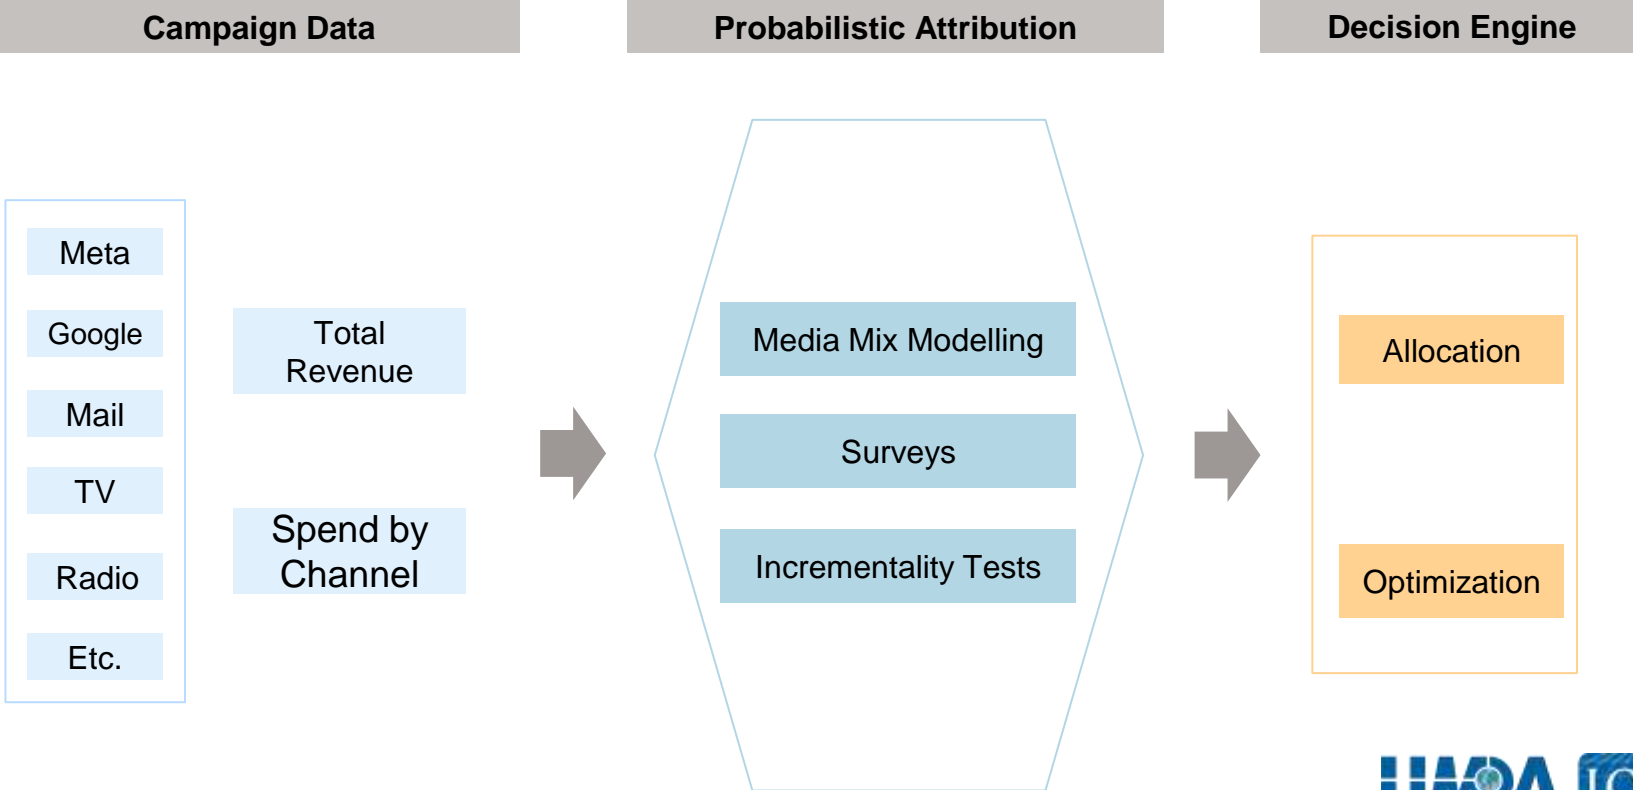 Campaign Data
Probabilistic Attribution
Decision Engine
Meta
Google
Mail
TV
Radio
Etc.
Total
Revenue
Spend by
Channel
Media Mix Modelling
Surveys
Incrementality Tests
Allocation
Optimization